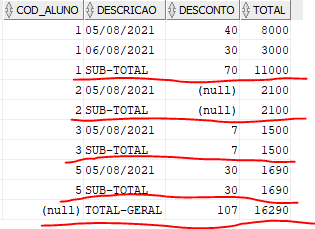 COD_ALUNO DESCRICAO DESCONTO TOTAL
1 05/08/2021 40 8000
1 06/08/2021 30 3000
1 SUB-TOTAL 70 11000
2 05/08/2021 (null) 2100
2 SUB-TOTAL (null) 2100
3 05/08/2021 7 1500
3 SUB-TOTAL 7 1500
5 05/08/2021 30 1690
5 SUB-TOTAL 30 1690
(null) TOTAL-GERAL 107 16290